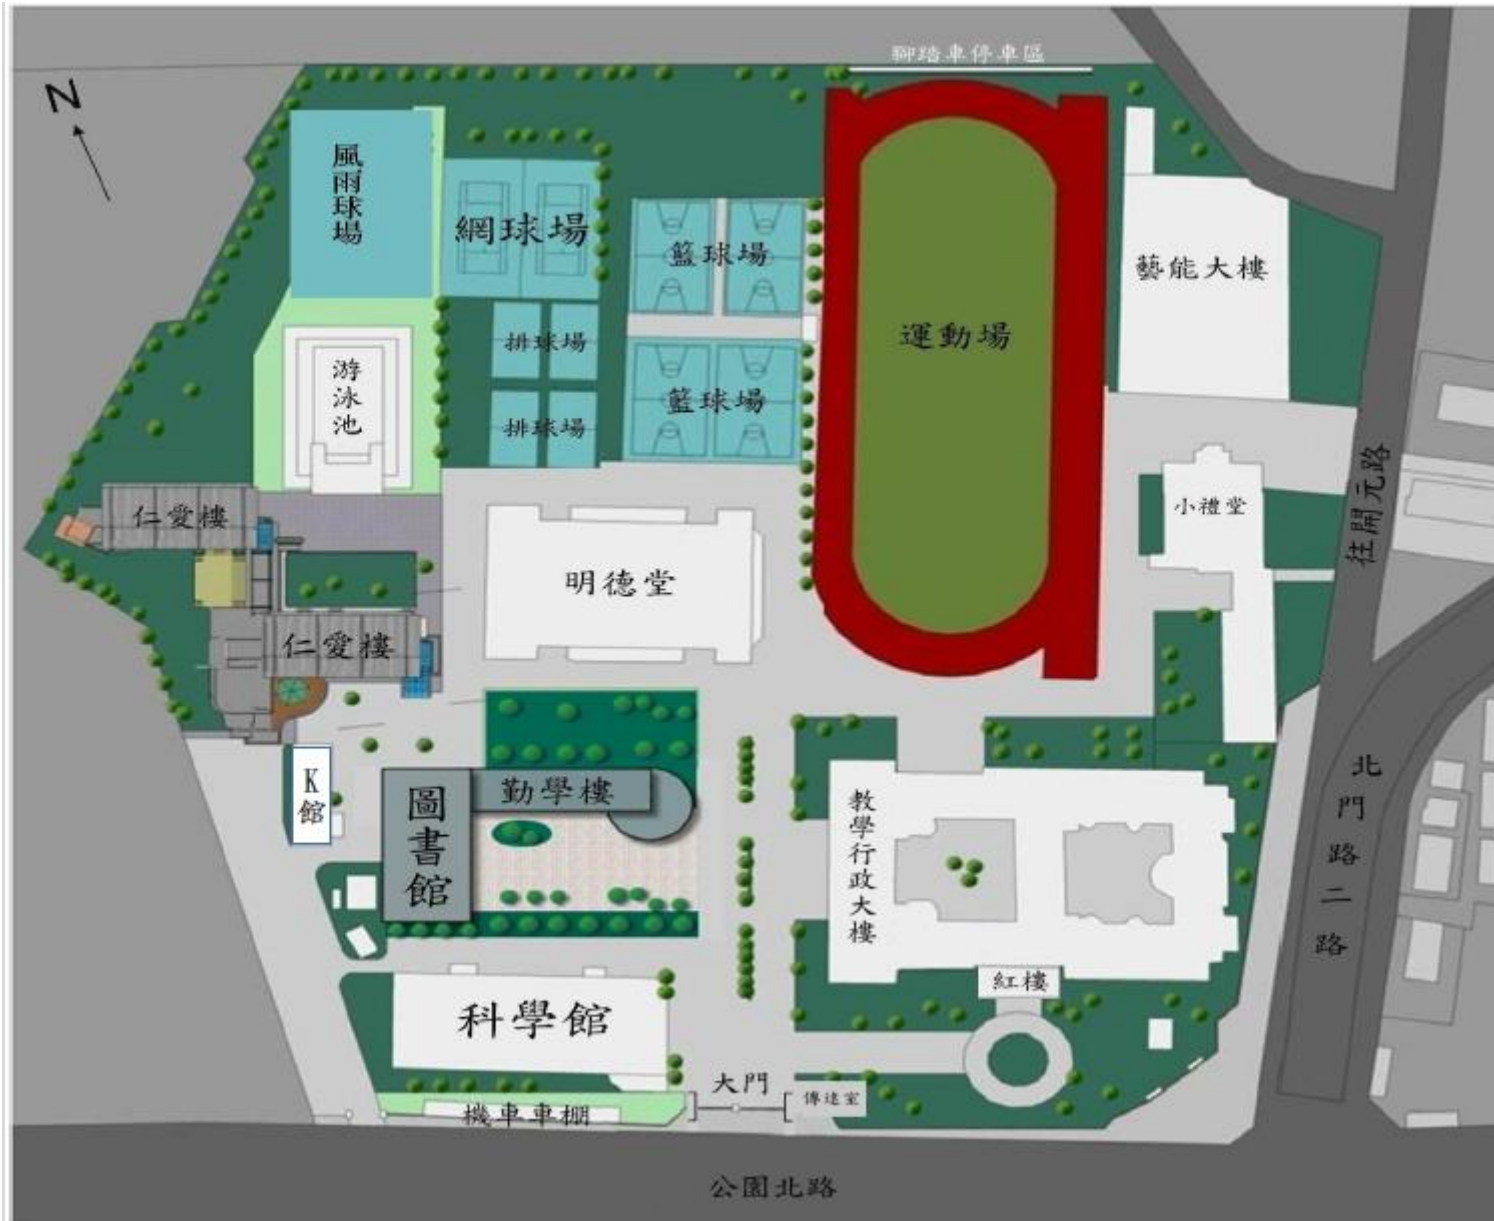 腳踏車停車區
N
風雨球場
網球場
籃球場
藝能大樓
運動場
排球場
游泳池
籃球場
排球場
往開元路
小禮堂
仁愛樓
明德堂
仁愛樓
北門路二路
K館
勤學樓
圖書館
教學行政大樓
紅樓
科學館
大門
傳達室
機車車棚
公園北路